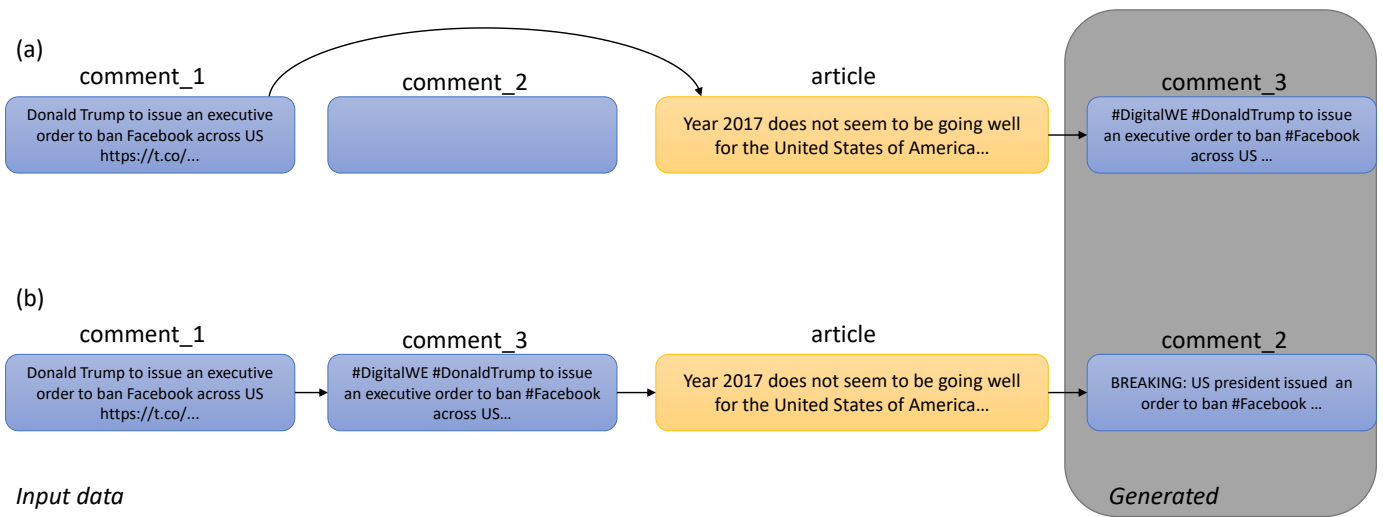 (a)
comment_1
comment_2
article
comment_3
Donald Trump to issue an executive
order to ban Facebook across US
https://t.co/...
Year 2017 does not seem to be going well
for the United States of America...
#DigitalWE #DonaldTrump to issue
an executive order to ban #Facebook
across US ...
(b)
comment_1
comment_3
article
comment_2
Donald Trump to issue an executive
order to ban Facebook across US
https://t.co/...
#DigitalWE #DonaldTrump to issue
an executive order to ban #Facebook
across US...
Year 2017 does not seem to be going well
for the United States of America...
BREAKING: US president issued an
order to ban #Facebook ...
Input data
Generated